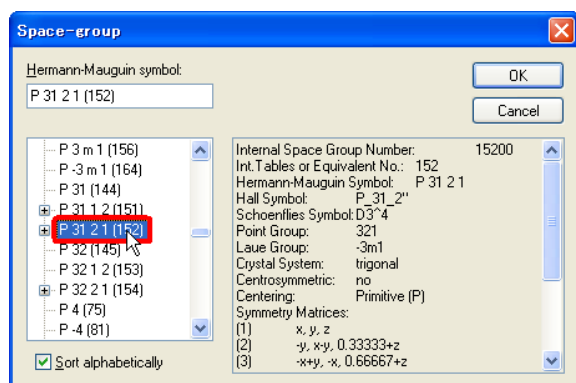 Space-group
Hermann-Mauguin symbol:
P 31 2 1 (152)
OK
Cancel
P 3 m 1 (156)
P -3 m 1 (164)
P 31 (144)
P 31 1 2 (151)
P 31 2 1 (152)
P 32 (145)
P 32 1 2 (153)
P 32 2 1 (154)
P 4 (75)
P -4 (81)
Sort alphabetically
Internal Space Group Number: 15200
Int.Tables or Equivalent No.: 152
Hermann-Mauguin Symbol: P 31 2 1
Hall Symbol: P_31_2"
Schoenflies Symbol: D3^4
Point Group: 321
Laue Group: -3m1
Crystal System: trigonal
Centrosymmetric: no
Centering: Primitive (P)
Symmetry Matrices:
(1) x, y, z
(2) -y, x-y, 0.33333+z
(3) -x+y, -x, 0.66667+z